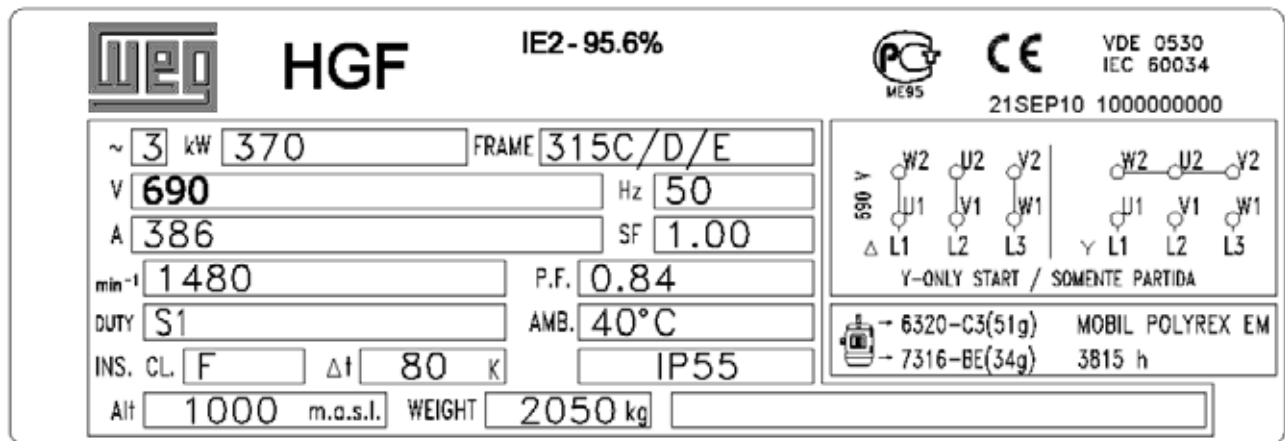 WEG HGF IE2-95.6% PCT ME95 CE VDE 0530
IEC 60034
21SEP10 1000000000
~ 3 kW 370 FRAME 315C/D/E
V 690 Hz 50
A 386 SF 1.00
min-1 1480 P.F. 0.84
DUTY S1 AMB. 40°C
INS. CL. F Δt 80 K IP55
Alt 1000 m.a.s.l. WEIGHT 2050 kg
690 V
W2 U2 V2 W2 U2 V2
U1 V1 W1 U1 V1 W1
Δ L1 L2 L3 Y L1 L2 L3
Y-ONLY START / SOMENTE PARTIDA
→ 6320-C3(51g) MOBIL POLYREX EM
→ 7316-BE(34g) 3815 h